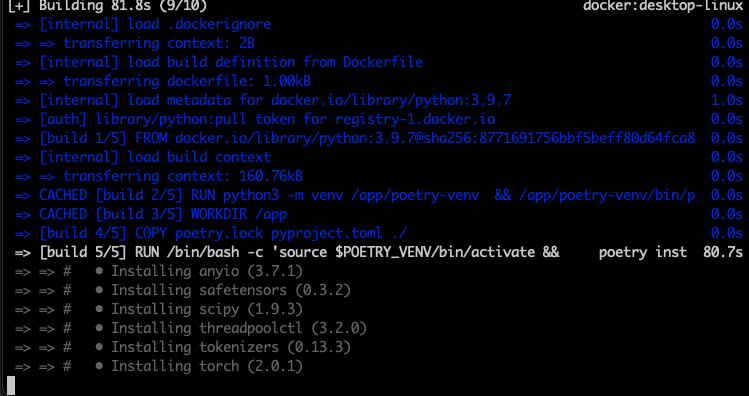 [+] Building 81.8s (9/10) docker:desktop-linux
=> [internal] load .dockerignore 0.0s
=> => transferring context: 2B 0.0s
=> [internal] load build definition from Dockerfile 0.0s
=> => transferring dockerfile: 1.00kB 0.0s
=> [internal] load metadata for docker.io/library/python:3.9.7 1.0s
=> [auth] library/python:pull token for registry-1.docker.io 0.0s
=> [build 1/5] FROM docker.io/library/python:3.9.7@sha256:8771691756bbf5beff80d64fca8 0.0s
=> [internal] load build context 0.0s
=> => transferring context: 160.76kB 0.0s
=> CACHED [build 2/5] RUN python3 -m venv /app/poetry-venv && /app/poetry-venv/bin/p 0.0s
=> CACHED [build 3/5] WORKDIR /app 0.0s
=> [build 4/5] COPY poetry.lock pyproject.toml ./ 0.0s
=> [build 5/5] RUN /bin/bash -c 'source $POETRY_VENV/bin/activate && poetry inst 80.7s
=> => # • Installing anyio (3.7.1)
=> => # • Installing safetensors (0.3.2)
=> => # • Installing scipy (1.9.3)
=> => # • Installing threadpoolctl (3.2.0)
=> => # • Installing tokenizers (0.13.3)
=> => # • Installing torch (2.0.1)